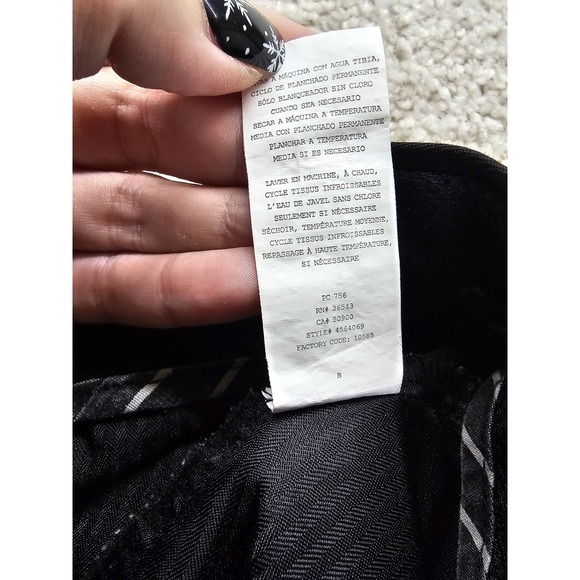 A MÁQUINA CON AGUA TIBIA,
CICLO DE PLANCHADO PERMANENTE
SÓLO BLANQUEADOR SIN CLORO
CUANDO SEA NECESARIO
SECAR A MÁQUINA A TEMPERATURA
MEDIA CON PLANCHADO PERMANENTE
PLANCHAR A TEMPERATURA
MEDIA SI ES NECESARIO
LAVER EN MACHINE, À CHAUD,
CYCLE TISSUS INFROISSABLES
L'EAU DE JAVEL SANS CHLORE
SEULEMENT SI NÉCESSAIRE
SÉCHOIR, TEMPÉRATURE MOYENNE,
CYCLE TISSUS INFROISSABLES
REPASSAGE À HAUTE TEMPÉRATURE,
SI NÉCESSAIRE
PC 756
RN# 36543
CA# 50900
STYLE# 4564069
FACTORY CODE: 10565
B